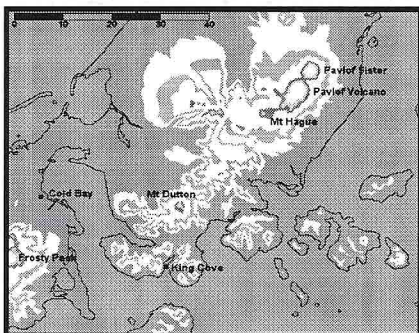 0 10 20 30 40
Pavlof Sister
Pavlof Volcano
Mt Hague
Cold Bay
Mt Dutton
Frosty Peak
King Cove